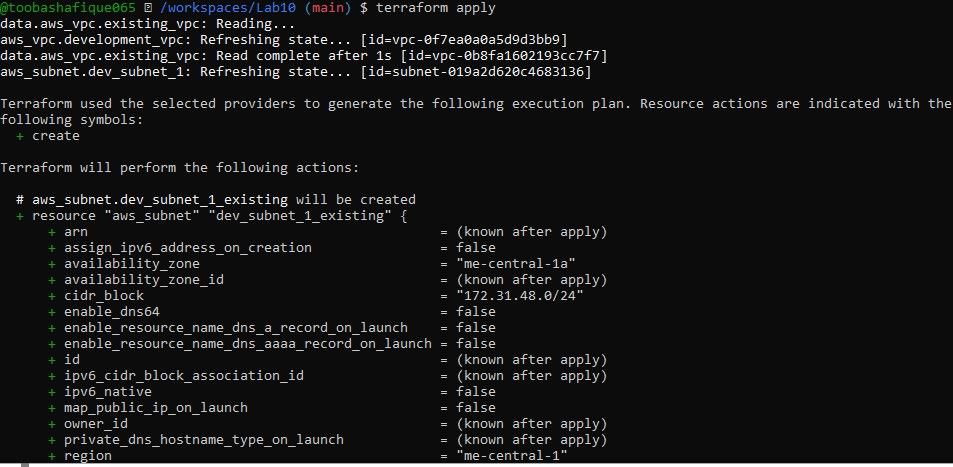 @toobashafique065 /workspaces/Lab10 (main) $ terraform apply
data.aws_vpc.existing_vpc: Reading...
aws_vpc.development_vpc: Refreshing state... [id=vpc-0f7ea0a0a5d9d3bb9]
data.aws_vpc.existing_vpc: Read complete after 1s [id=vpc-0b8fa1602193cc7f7]
aws_subnet.dev_subnet_1: Refreshing state... [id=subnet-019a2d620c4683136]
Terraform used the selected providers to generate the following execution plan. Resource actions are indicated with the
following symbols:
+ create
Terraform will perform the following actions:
# aws_subnet.dev_subnet_1_existing will be created
+ resource "aws_subnet" "dev_subnet_1_existing" {
+ arn = (known after apply)
+ assign_ipv6_address_on_creation = false
+ availability_zone = "me-central-1a"
+ availability_zone_id = (known after apply)
+ cidr_block = "172.31.48.0/24"
+ enable_dns64 = false
+ enable_resource_name_dns_a_record_on_launch = false
+ enable_resource_name_dns_aaaa_record_on_launch = false
+ id = (known after apply)
+ ipv6_cidr_block_association_id = (known after apply)
+ ipv6_native = false
+ map_public_ip_on_launch = false
+ owner_id = (known after apply)
+ private_dns_hostname_type_on_launch = (known after apply)
+ region = "me-central-1"